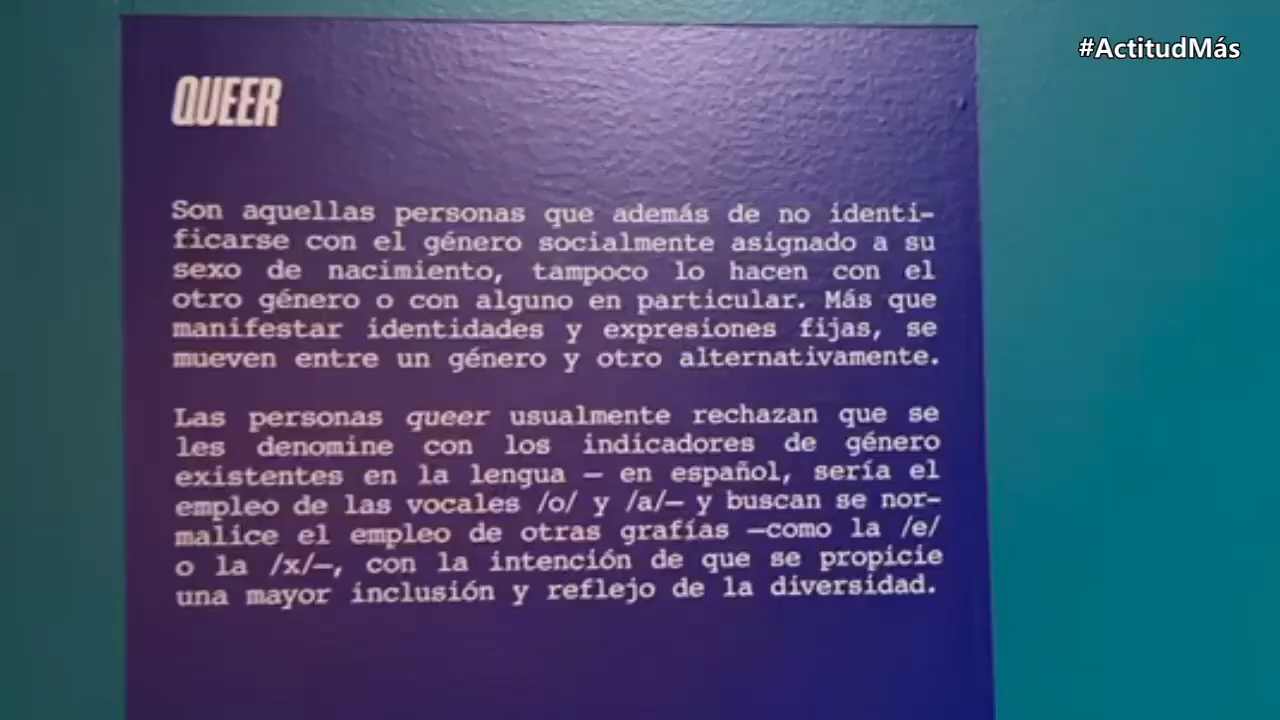 #ActitudMás
QUEER
Son aquellas personas que además de no identi-
ficarse con el género socialmente asignado a su
sexo de nacimiento, tampoco lo hacen con el
otro género o con alguno en particular. Más que
manifestar identidades y expresiones fijas, se
mueven entre un género y otro alternativamente.
Las personas queer usualmente rechazan que se
les denomine con los indicadores de género
existentes en la lengua — en español, sería el
empleo de las vocales /o/ y /a/— y buscan se nor-
malice el empleo de otras grafías —como la /e/
o la /x/—, con la intención de que se propicie
una mayor inclusión y reflejo de la diversidad.